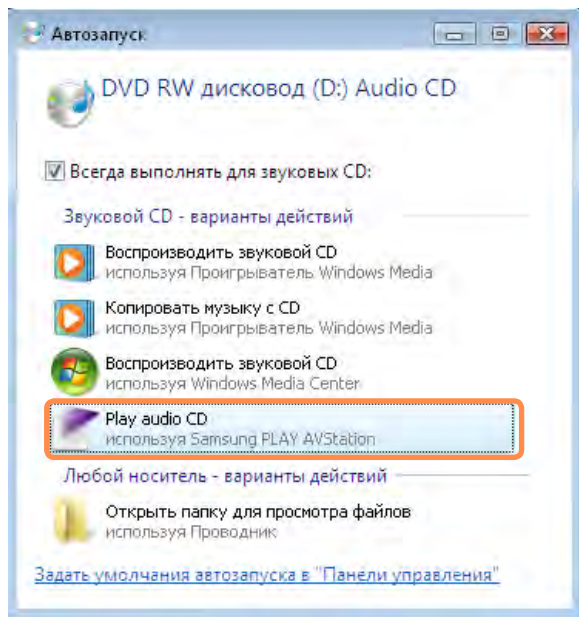 Автозапуск
DVD RW дисковод (D:) Audio CD
Всегда выполнять для звуковых CD:
Звуковой CD - варианты действий
Воспроизводить звуковой CD
используя Проигрыватель Windows Media
Копировать музыку с CD
используя Проигрыватель Windows Media
Воспроизводить звуковой CD
используя Windows Media Center
Play audio CD
используя Samsung PLAY AVStation
Любой носитель - варианты действий
Открыть папку для просмотра файлов
используя Проводник
Задать умолчания автозапуска в "Панели управления"